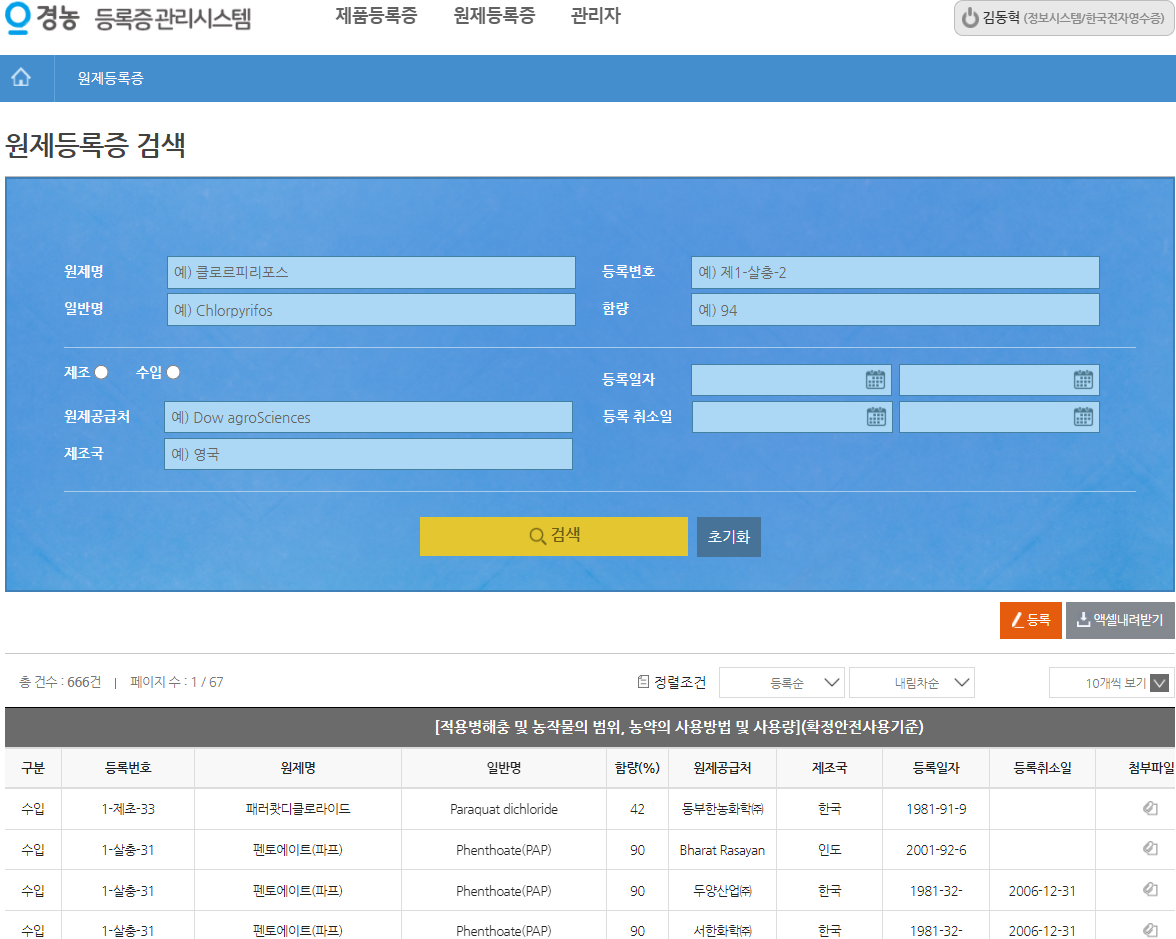 경농 등록증관리시스템 제품등록증 원제등록증 관리자 김동혁 (정보시스템/한국전자영수증)
원제등록증
원제등록증 검색
원제명 예) 클로르피리포스 등록번호 예) 제1-살충-2
일반명 예) Chlorpyrifos 함량 예) 94
제조 수입 등록일자
원제공급처 예) Dow agroSciences 등록 취소일
제조국 예) 영국
검색 초기화
등록 액셀내려받기
총 건수 : 666건 | 페이지 수 : 1 / 67 정렬조건 등록순 내림차순 10개씩 보기
[적용병해충 및 농작물의 범위, 농약의 사용방법 및 사용량](확정안전사용기준)
구분 등록번호 원제명 일반명 함량(%) 원제공급처 제조국 등록일자 등록취소일 첨부파일
수입 1-제초-33 패러콰디클로라이드 Paraquat dichloride 42 동부한농화학㈜ 한국 1981-91-9
수입 1-살충-31 펜토에이트(파프) Phenthoate(PAP) 90 Bharat Rasayan 인도 2001-92-6
수입 1-살충-31 펜토에이트(파프) Phenthoate(PAP) 90 두양산업㈜ 한국 1981-32- 2006-12-31
수입 1-살충-31 펜토에이트(파프) Phenthoate(PAP) 90 서한화학㈜ 한국 1981-32- 2006-12-31